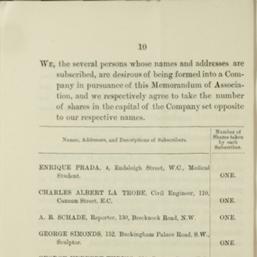 10
WE, the several persons whose names and addresses are
subscribed, are desirous of being formed into a Com-
pany in pursuance of this Memorandum of Associa-
tion, and we respectively agree to take the number
of shares in the capital of the Company set opposite
to our respective names.
Names, Addresses, and Descriptions of Subscribers.
Number of
Shares taken
by each
Subscriber.
ENRIQUE PRADA, 4, Endsleigh Street, W.C., Medical
Student. ONE.
CHARLES ALBERT LA TROBE, Civil Engineer, 110,
Cannon Street, E.C. ONE.
A. R. SCHADE, Reporter, 130, Brecknock Road, N.W. ONE.
GEORGE SIMONDS, 152, Buckingham Palace Road, S.W.,
Sculptor. ONE.